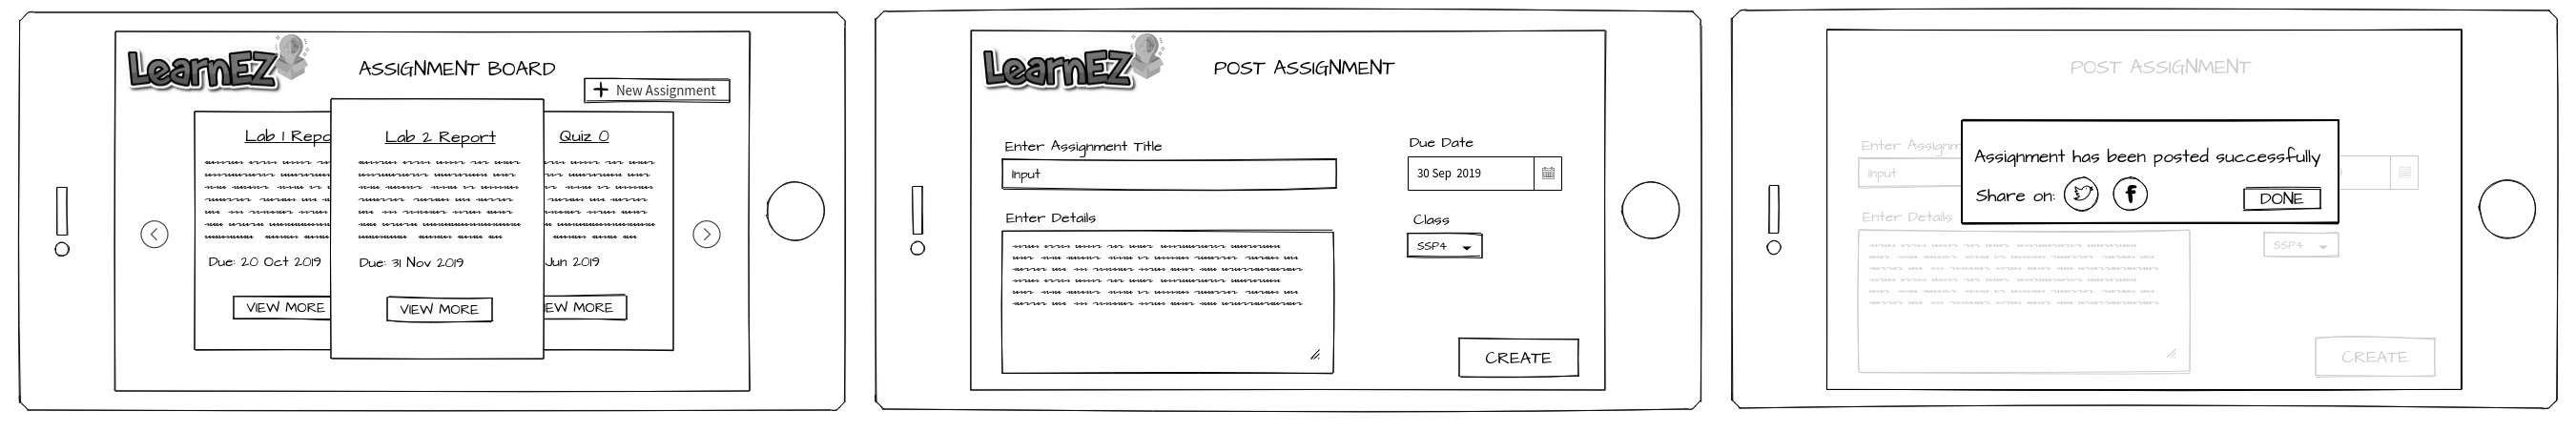 LearnEZ
ASSIGNMENT BOARD
+ New Assignment
Lab 1 Repo
Due: 20 Oct 2019
VIEW MORE
Lab 2 Report
Due: 31 Nov 2019
VIEW MORE
Quiz 0
Jun 2019
EW MORE
LearnEZ
POST ASSIGNMENT
Enter Assignment Title
Input
Due Date
30 Sep 2019
Enter Details
Class
SSP4
CREATE
POST ASSIGNMENT
Enter Assignm
Input
Assignment has been posted successfully
Share on:
DONE
Enter Details
SSP4
CREATE